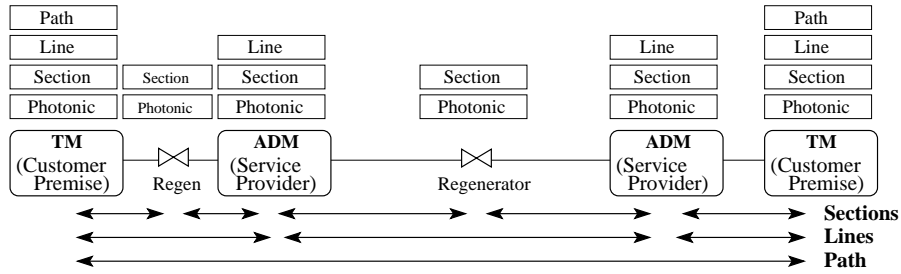 Path Path
Line Line Line Line
Section Section Section Section Section Section
Photonic Photonic Photonic Photonic Photonic Photonic
TM ADM ADM TM
(Customer (Service (Service (Customer
Premise) Regen Provider) Regenerator Provider) Premise)
Sections
Lines
Path